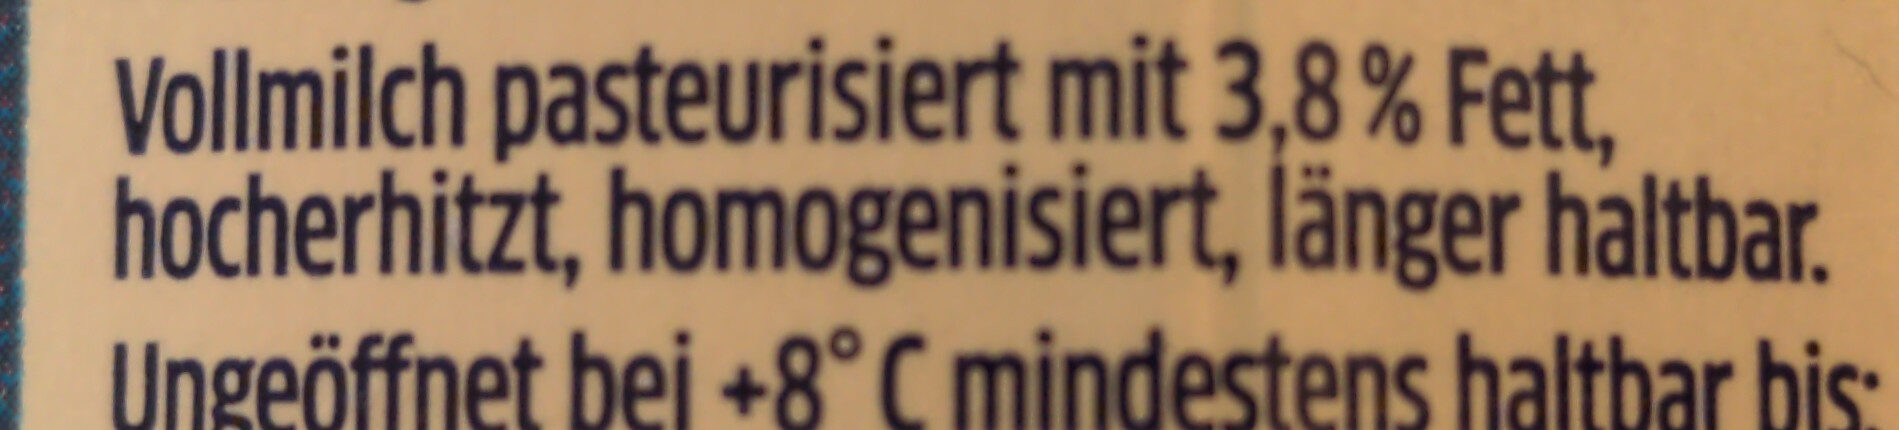 Vollmilch pasteurisiert mit 3,8 % Fett,
hocherhitzt, homogenisiert, länger haltbar.
Ungeöffnet bei +8° C mindestens haltbar bis: